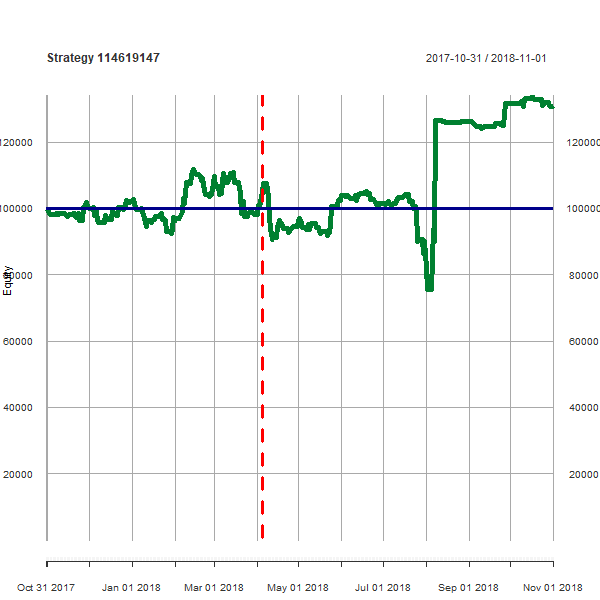 Strategy 114619147 2017-10-31 / 2018-11-01
120000 120000
100000 100000
80000 80000
Equity
60000 60000
40000 40000
20000 20000
Oct 31 2017 Jan 01 2018 Mar 01 2018 May 01 2018 Jul 01 2018 Sep 01 2018 Nov 01 2018